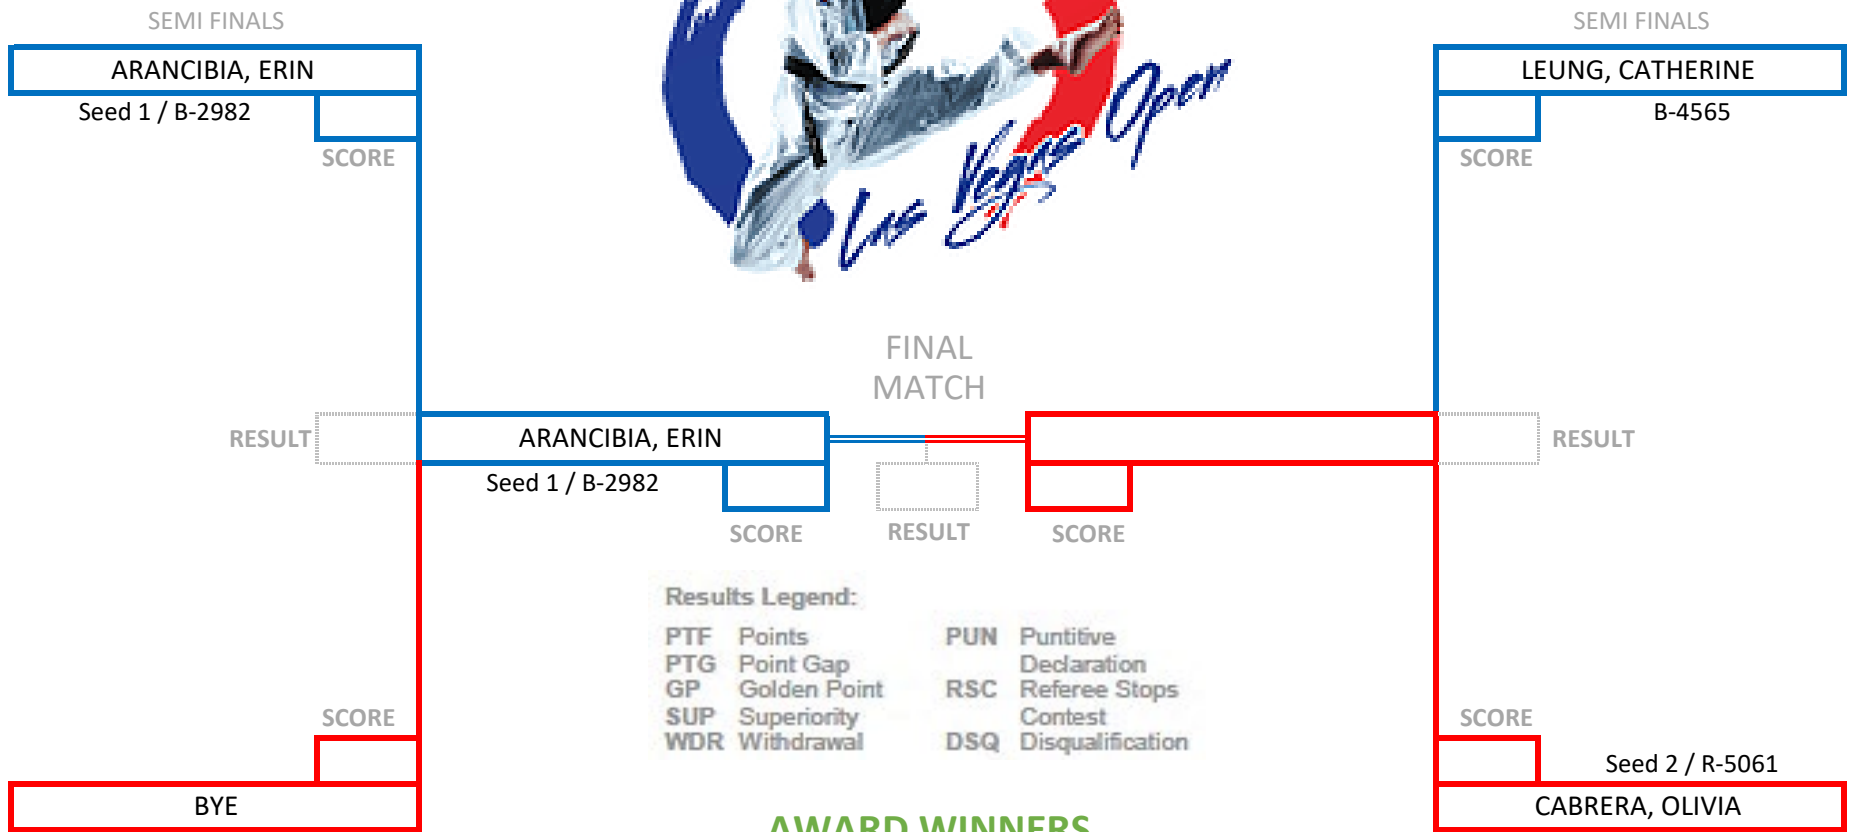 SEMI FINALS
SEMI FINALS
ARANCIBIA, ERIN
LEUNG, CATHERINE
Seed 1 / B-2982
B-4565
SCORE
SCORE
Las Vegas Open
FINAL
MATCH
RESULT
ARANCIBIA, ERIN
RESULT
Seed 1 / B-2982
SCORE
RESULT
SCORE
Results Legend:
PTF Points
PTG Point Gap
GP Golden Point
SUP Superiority
WDR Withdrawal
PUN Puntitive
Declaration
RSC Referee Stops
Contest
DSQ Disqualification
SCORE
SCORE
Seed 2 / R-5061
BYE
CABRERA, OLIVIA
AWARD WINNERS